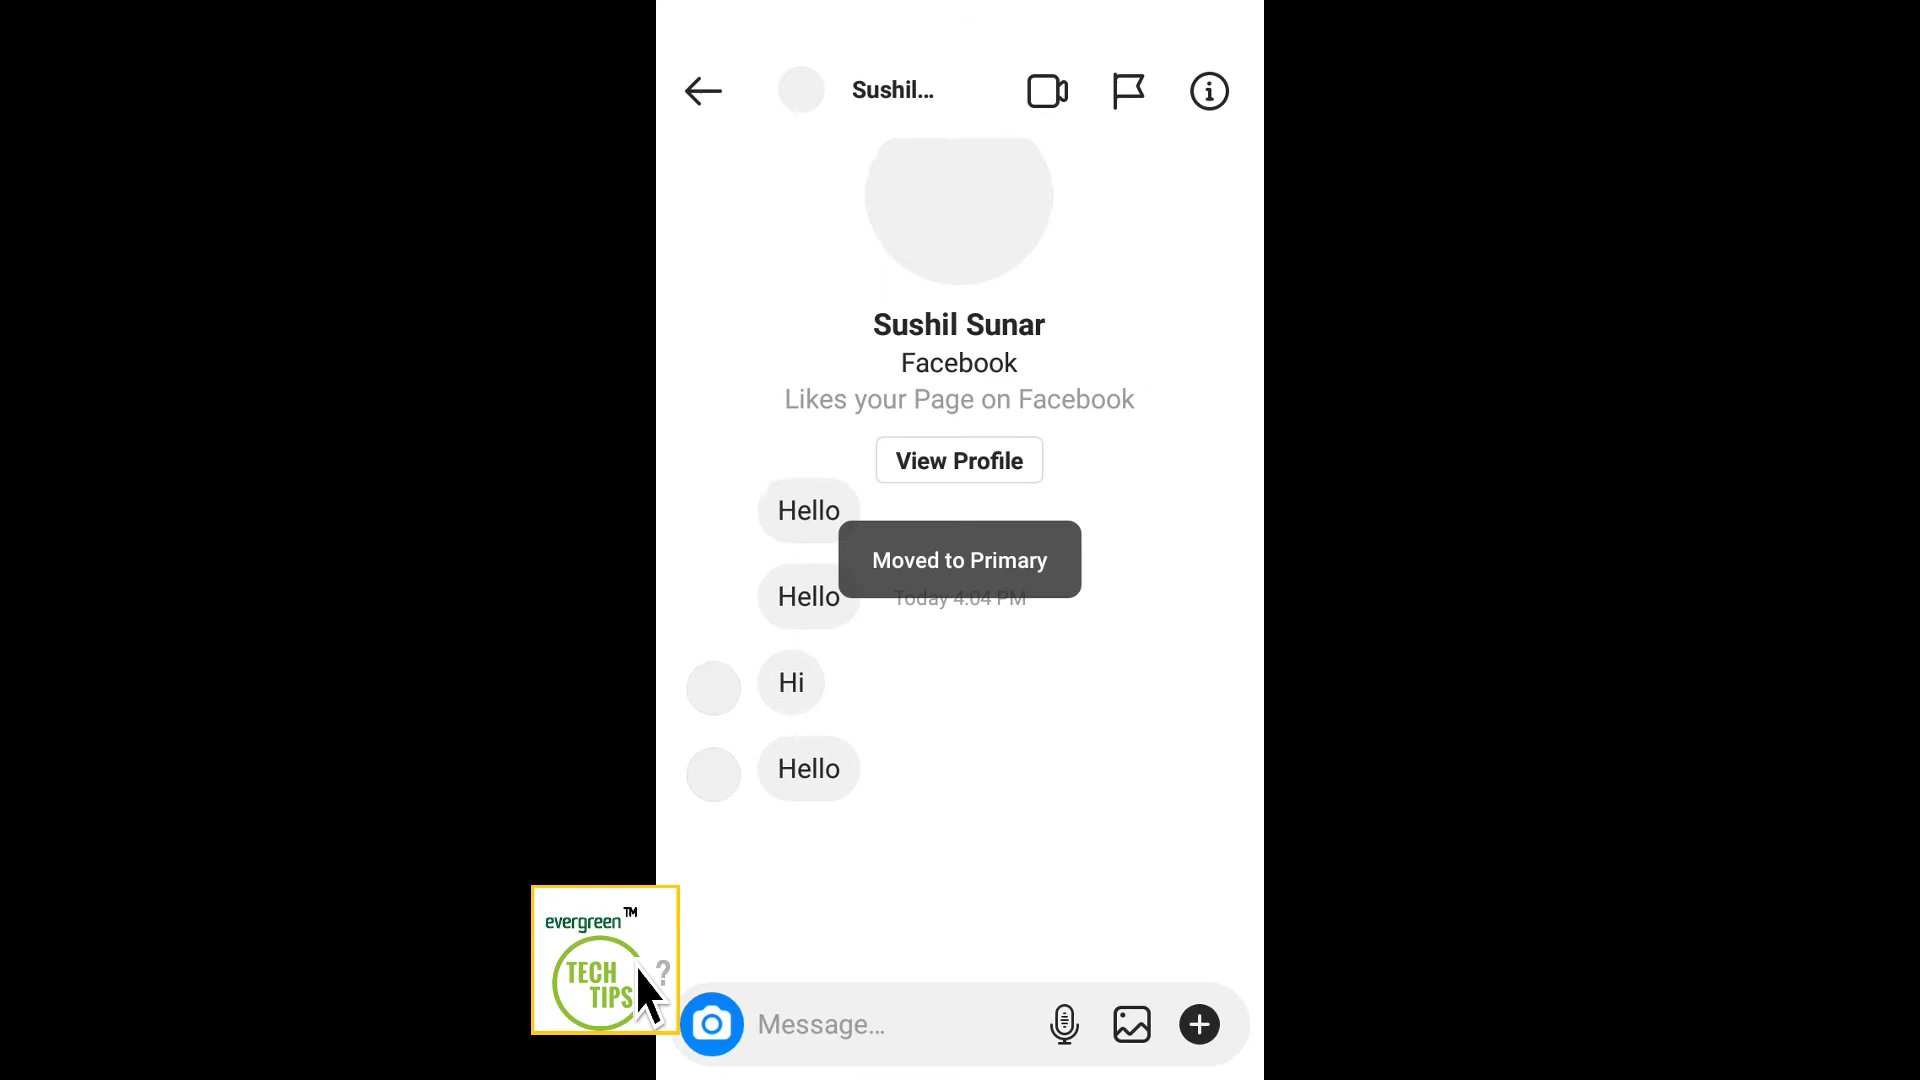 Sushil...
Sushil Sunar
Facebook
Likes your Page on Facebook
View Profile
Hello
Moved to Primary
Hello
Today 4:04 PM
Hi
Hello
evergreen™
TECH
TIPS
?
Message...